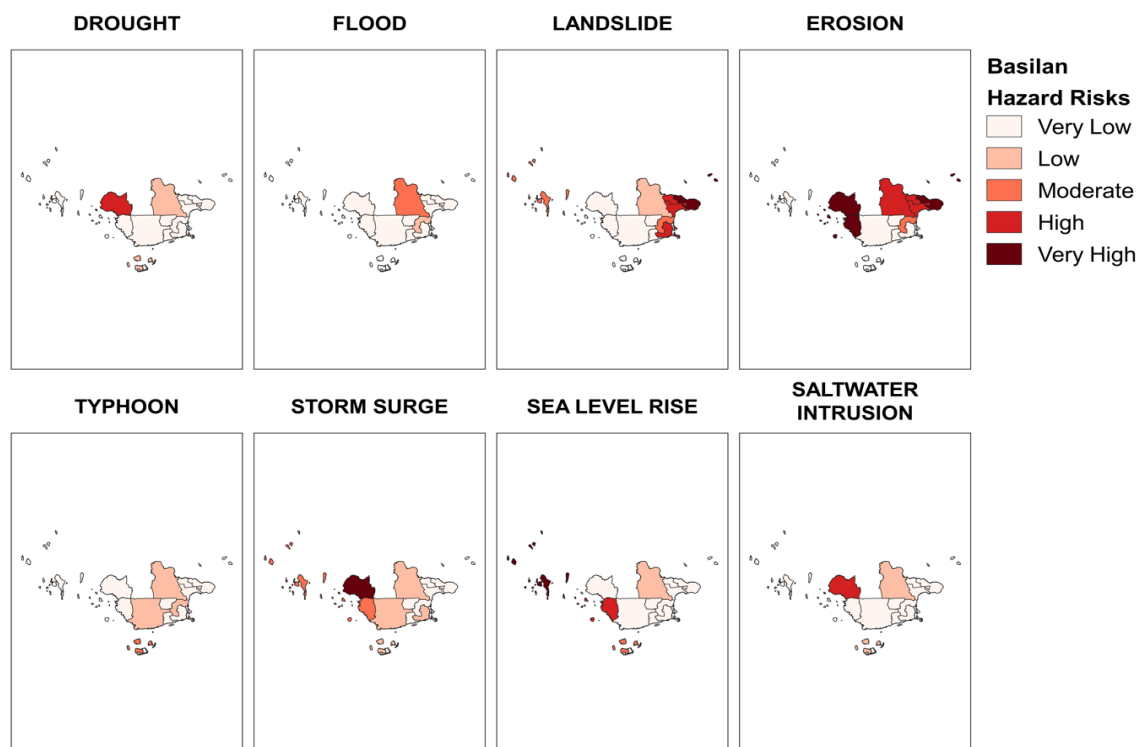 DROUGHT
FLOOD
LANDSLIDE
EROSION
Basilan
Hazard Risks
Very Low
Low
Moderate
High
Very High
TYPHOON
STORM SURGE
SEA LEVEL RISE
SALTWATER
INTRUSION